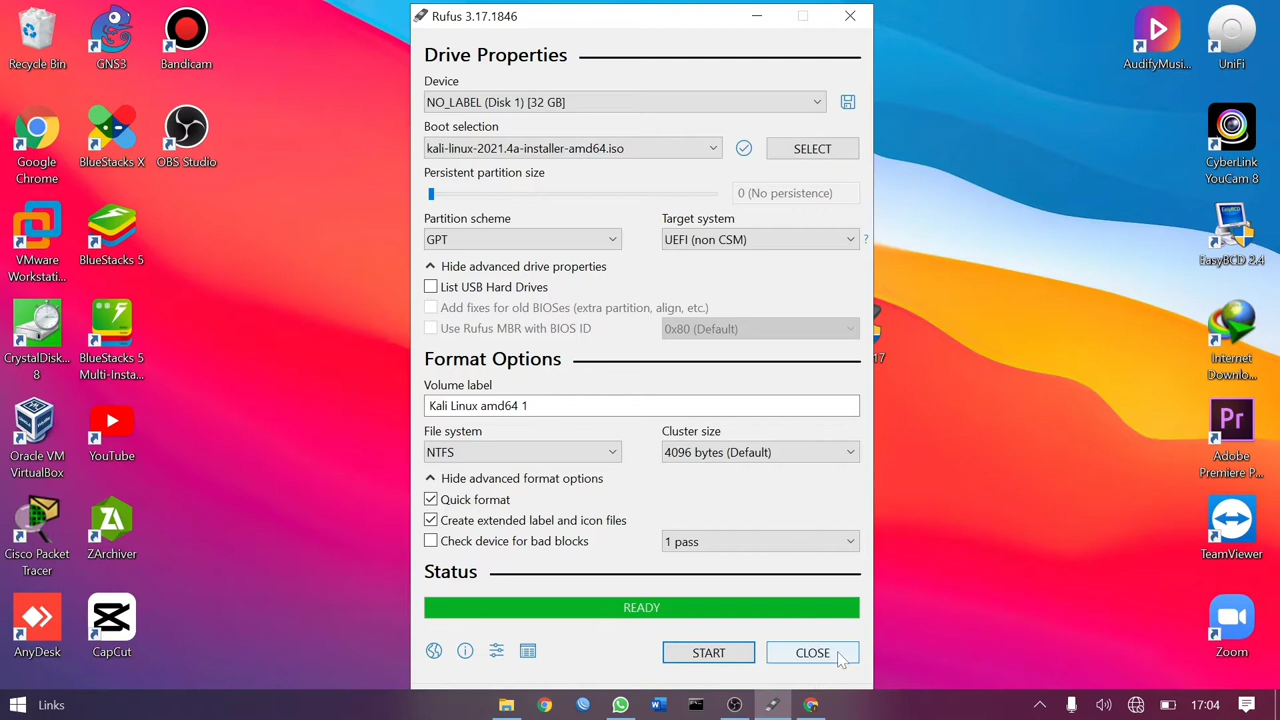 Recycle Bin
GNS3
Bandicam
Google
Chrome
BlueStacks X
OBS Studio
VMware
Workstati...
BlueStacks 5
CrystalDisk...
8
BlueStacks 5
Multi-Insta...
Oracle VM
VirtualBox
YouTube
Cisco Packet
Tracer
ZArchiver
AnyDesk
CapCut
Rufus 3.17.1846
Drive Properties
Device
NO_LABEL (Disk 1) [32 GB]
Boot selection
kali-linux-2021.4a-installer-amd64.iso
SELECT
Persistent partition size
0 (No persistence)
Partition scheme
Target system
GPT
UEFI (non CSM)
?
Hide advanced drive properties
List USB Hard Drives
Add fixes for old BIOSes (extra partition, align, etc.)
Use Rufus MBR with BIOS ID
0x80 (Default)
Format Options
Volume label
Kali Linux amd64 1
File system
Cluster size
NTFS
4096 bytes (Default)
Hide advanced format options
Quick format
Create extended label and icon files
Check device for bad blocks
1 pass
Status
READY
START
CLOSE
17
AudifyMusi...
UniFi
CyberLink
YouCam 8
EasyBCD 2.4
Internet
Downlo...
Pr
Adobe
Premiere P...
TeamViewer
Zoom
Links
17:04